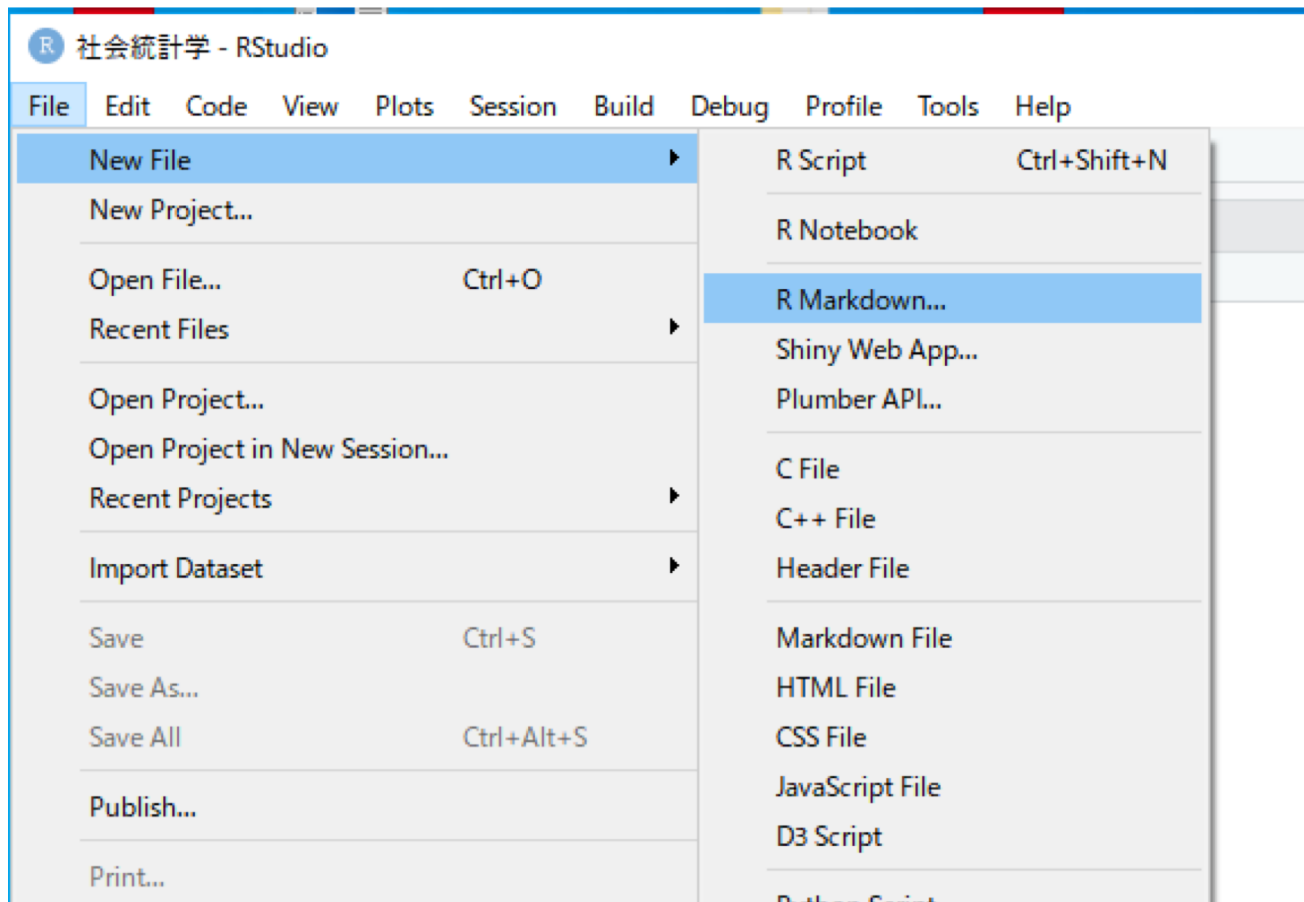 R 社会統計学 - RStudio
File Edit Code View Plots Session Build Debug Profile Tools Help
New File
New Project...
Open File... Ctrl+O
Recent Files
Open Project...
Open Project in New Session...
Recent Projects
Import Dataset
Save Ctrl+S
Save As...
Save All Ctrl+Alt+S
Publish...
Print...
R Script Ctrl+Shift+N
R Notebook
R Markdown...
Shiny Web App...
Plumber API...
C File
C++ File
Header File
Markdown File
HTML File
CSS File
JavaScript File
D3 Script
Python Script